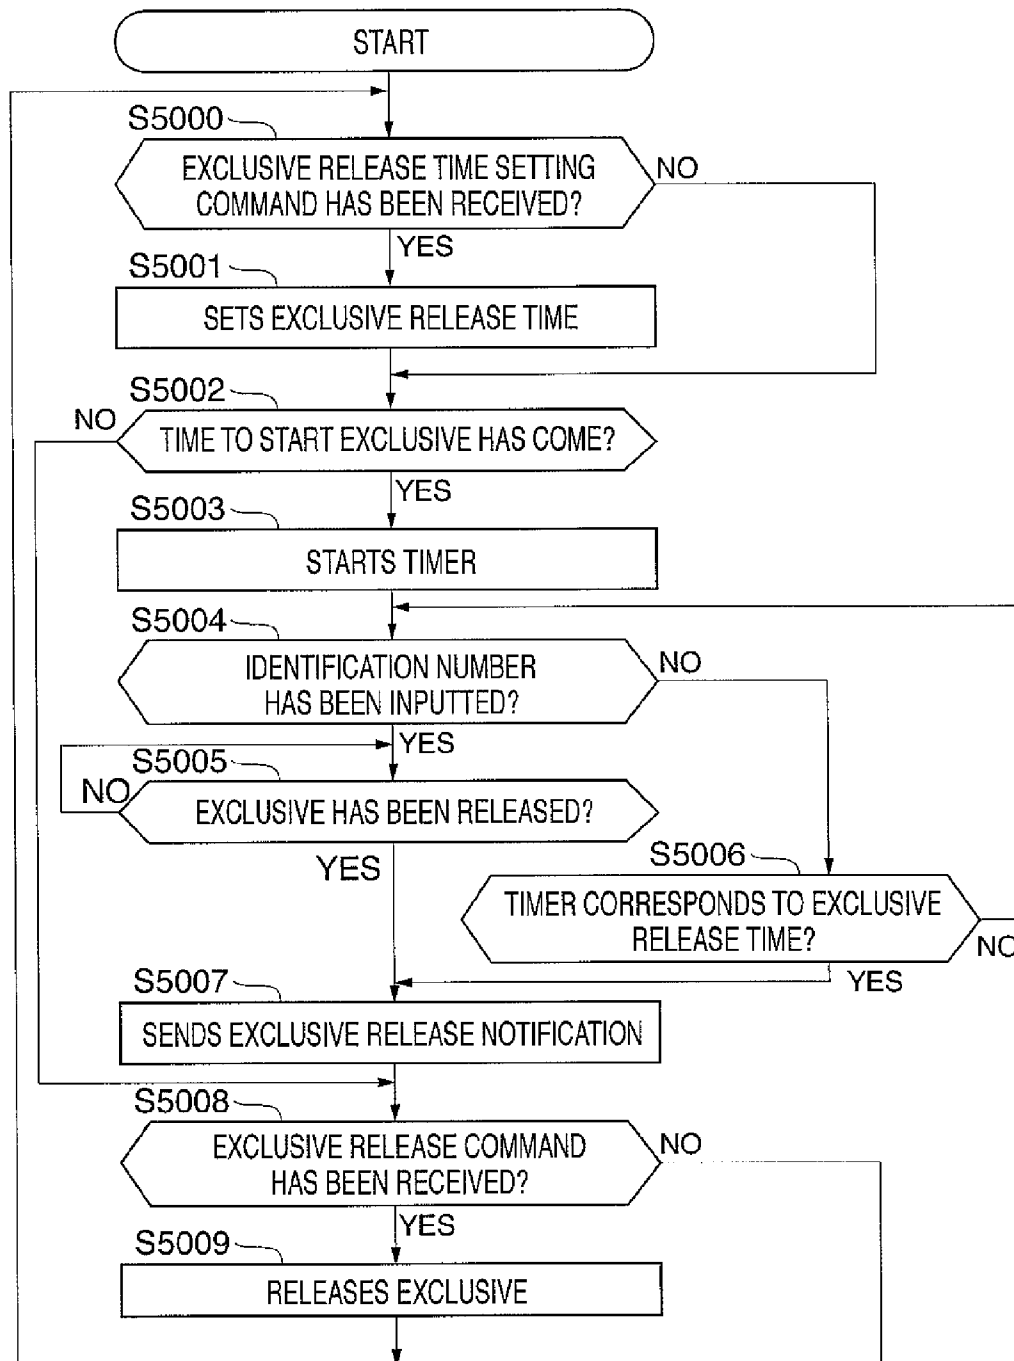 START
S5000
EXCLUSIVE RELEASE TIME SETTING
COMMAND HAS BEEN RECEIVED?
NO
YES
S5001
SETS EXCLUSIVE RELEASE TIME
S5002
NO
TIME TO START EXCLUSIVE HAS COME?
YES
S5003
STARTS TIMER
S5004
IDENTIFICATION NUMBER
HAS BEEN INPUTTED?
NO
YES
S5005
NO
EXCLUSIVE HAS BEEN RELEASED?
YES
S5006
TIMER CORRESPONDS TO EXCLUSIVE
RELEASE TIME?
NO
YES
S5007
SENDS EXCLUSIVE RELEASE NOTIFICATION
S5008
EXCLUSIVE RELEASE COMMAND
HAS BEEN RECEIVED?
NO
YES
S5009
RELEASES EXCLUSIVE